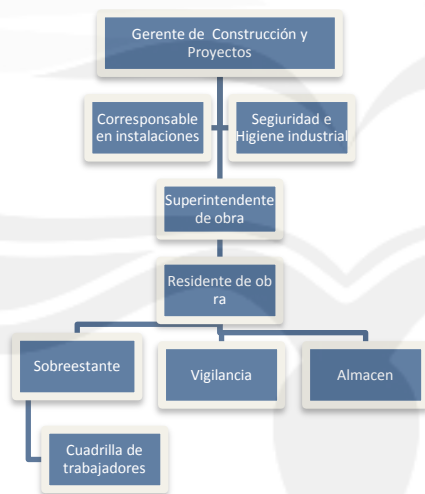 Gerente de Construcción y
Proyectos
Corresponsable
en instalaciones
Segiuridad e
Higiene industrial
Superintendente
de obra
Residente de ob
ra
Sobreestante
Vigilancia
Almacen
Cuadrilla de
trabajadores